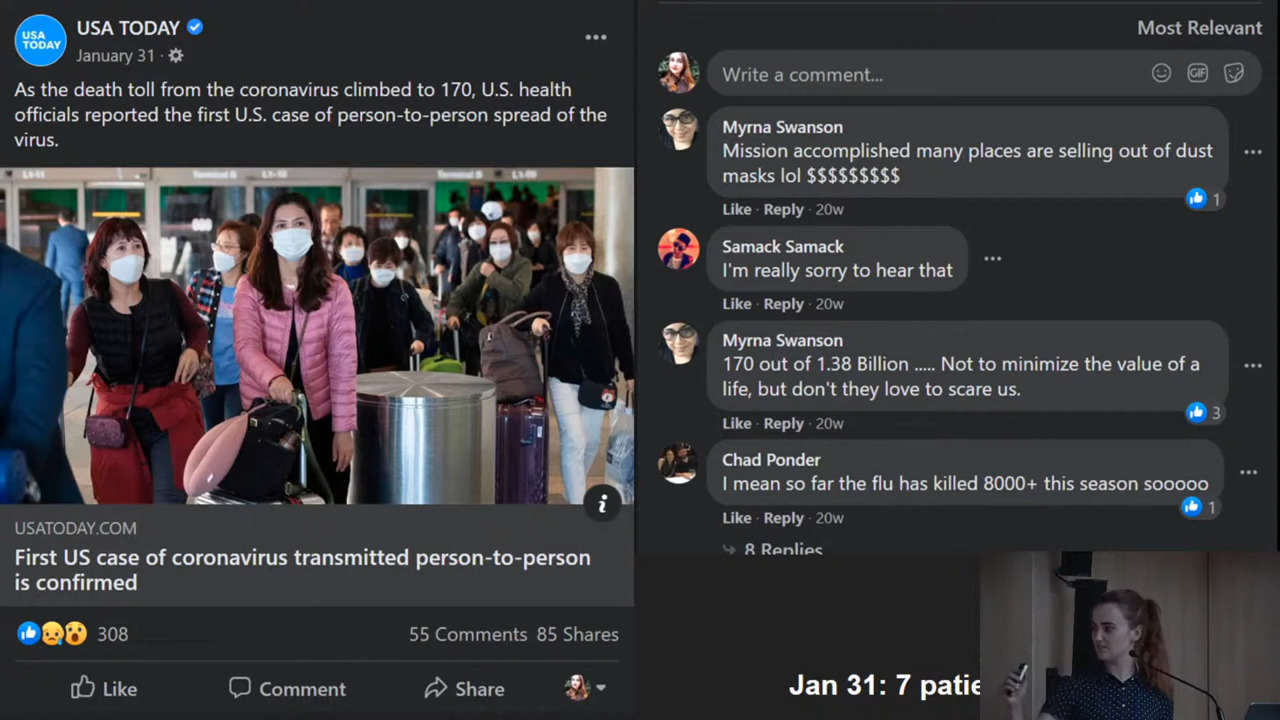 USA TODAY
USA
TODAY
January 31 ·
As the death toll from the coronavirus climbed to 170, U.S. health
officials reported the first U.S. case of person-to-person spread of the
virus.
Terminal B
Terminal B
USATODAY.COM
First US case of coronavirus transmitted person-to-person
is confirmed
308
55 Comments 85 Shares
Like
Comment
Share
Most Relevant
Write a comment...
GIF
Myrna Swanson
Mission accomplished many places are selling out of dust
masks lol $$$$$$$$$
1
Like · Reply · 20w
Samack Samack
I'm really sorry to hear that
Like · Reply · 20w
Myrna Swanson
170 out of 1.38 Billion ..... Not to minimize the value of a
life, but don't they love to scare us.
3
Like · Reply · 20w
Chad Ponder
I mean so far the flu has killed 8000+ this season sooooo
1
Like · Reply · 20w
8 Replies
Jan 31: 7 patie